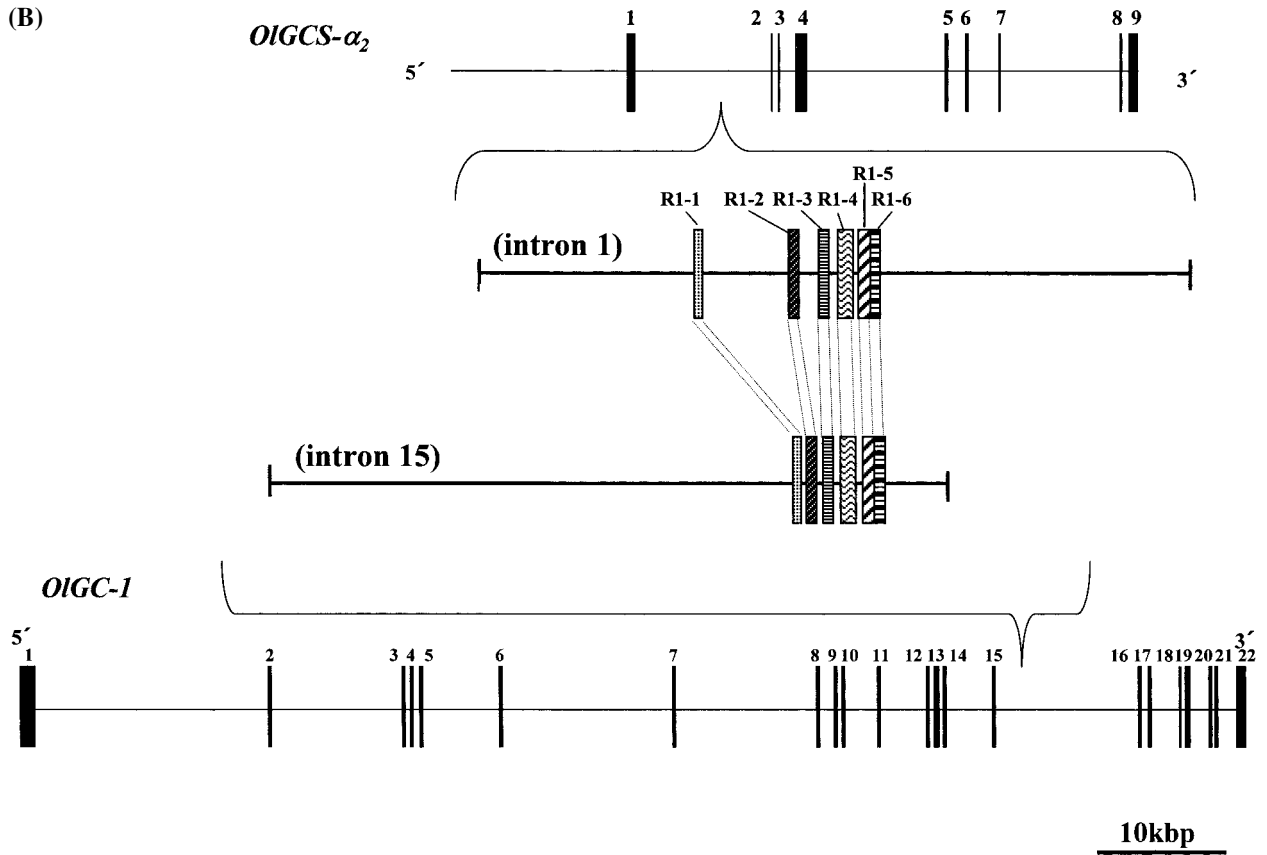 (B)
OlGCS-α₂
1 2 3 4 5 6 7 8 9
5´
3´
R1-5
R1-1 R1-2 R1-3 R1-4 R1-6
(intron 1)
(intron 15)
OlGC-1
5´
3´
1 2 3 4 5 6 7 8 9 10 11 12 13 14 15 16 17 18 19 20 21 22
10kbp